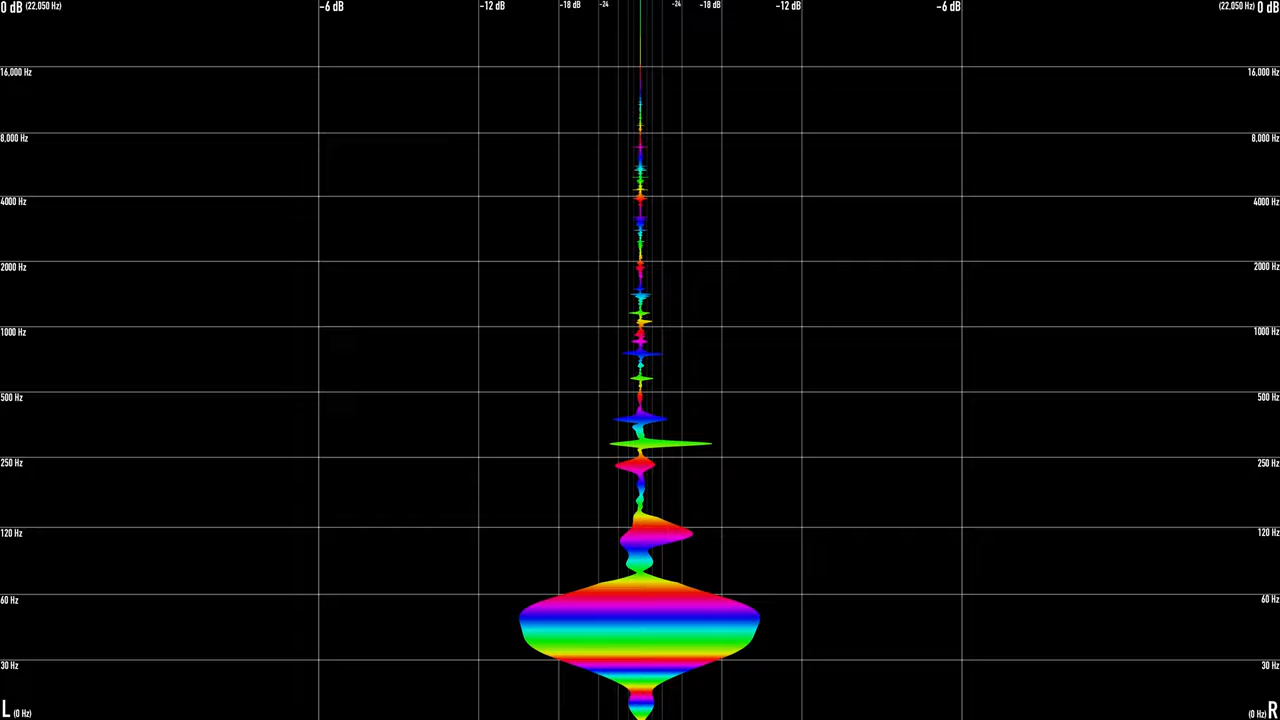 0 dB (22,050 Hz) -6 dB -12 dB -18 dB -24 -24 -18 dB -12 dB -6 dB (22,050 Hz) 0 dB
16,000 Hz 16,000 Hz
8,000 Hz 8,000 Hz
4000 Hz 4000 Hz
2000 Hz 2000 Hz
1000 Hz 1000 Hz
500 Hz 500 Hz
250 Hz 250 Hz
120 Hz 120 Hz
60 Hz 60 Hz
30 Hz 30 Hz
L (0 Hz) (0 Hz) R